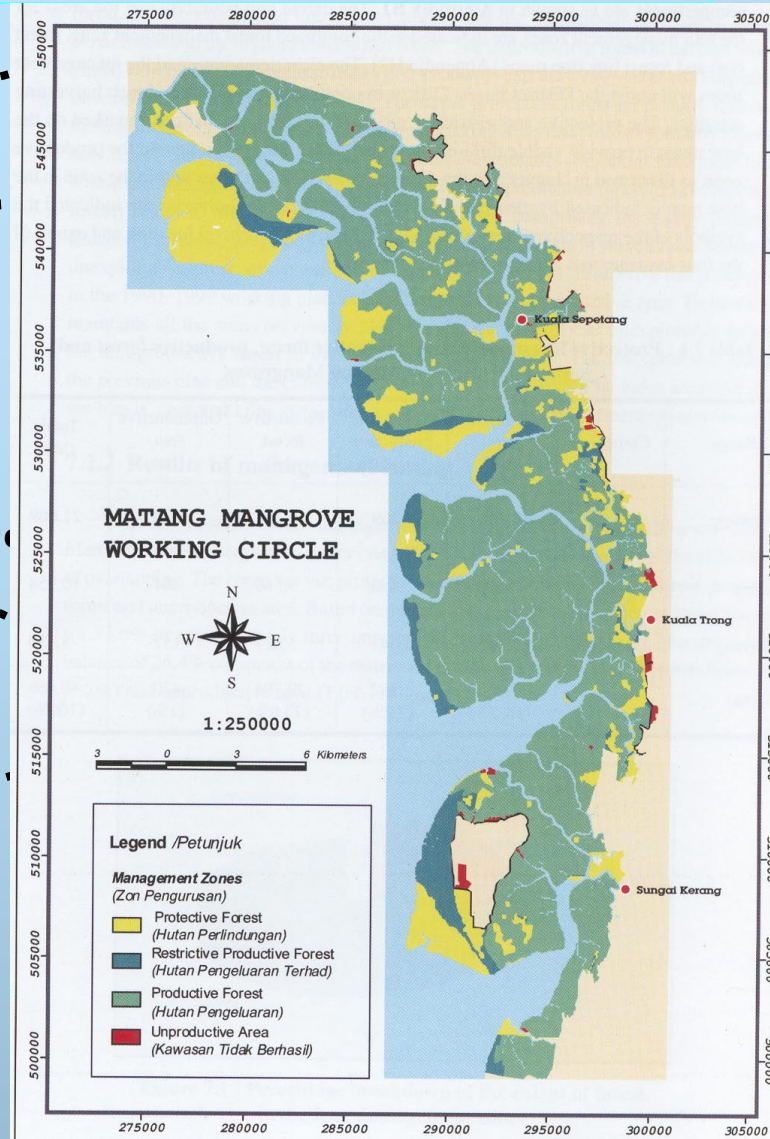 275000 280000 285000 290000 295000 300000 305000
550000
545000
540000
535000
530000
525000
520000
515000
510000
505000
500000
Kuala Sepetang
MATANG MANGROVE
WORKING CIRCLE
N
W E
S
Kuala Trong
1:250000
3 0 3 6 Kilometers
Legend /Petunjuk
Management Zones
(Zon Pengurusan)
Protective Forest
(Hutan Perlindungan)
Restrictive Productive Forest
(Hutan Pengeluaran Terhad)
Productive Forest
(Hutan Pengeluaran)
Unproductive Area
(Kawasan Tidak Berhasil)
Sungai Kerang
275000 280000 285000 290000 295000 300000 305000